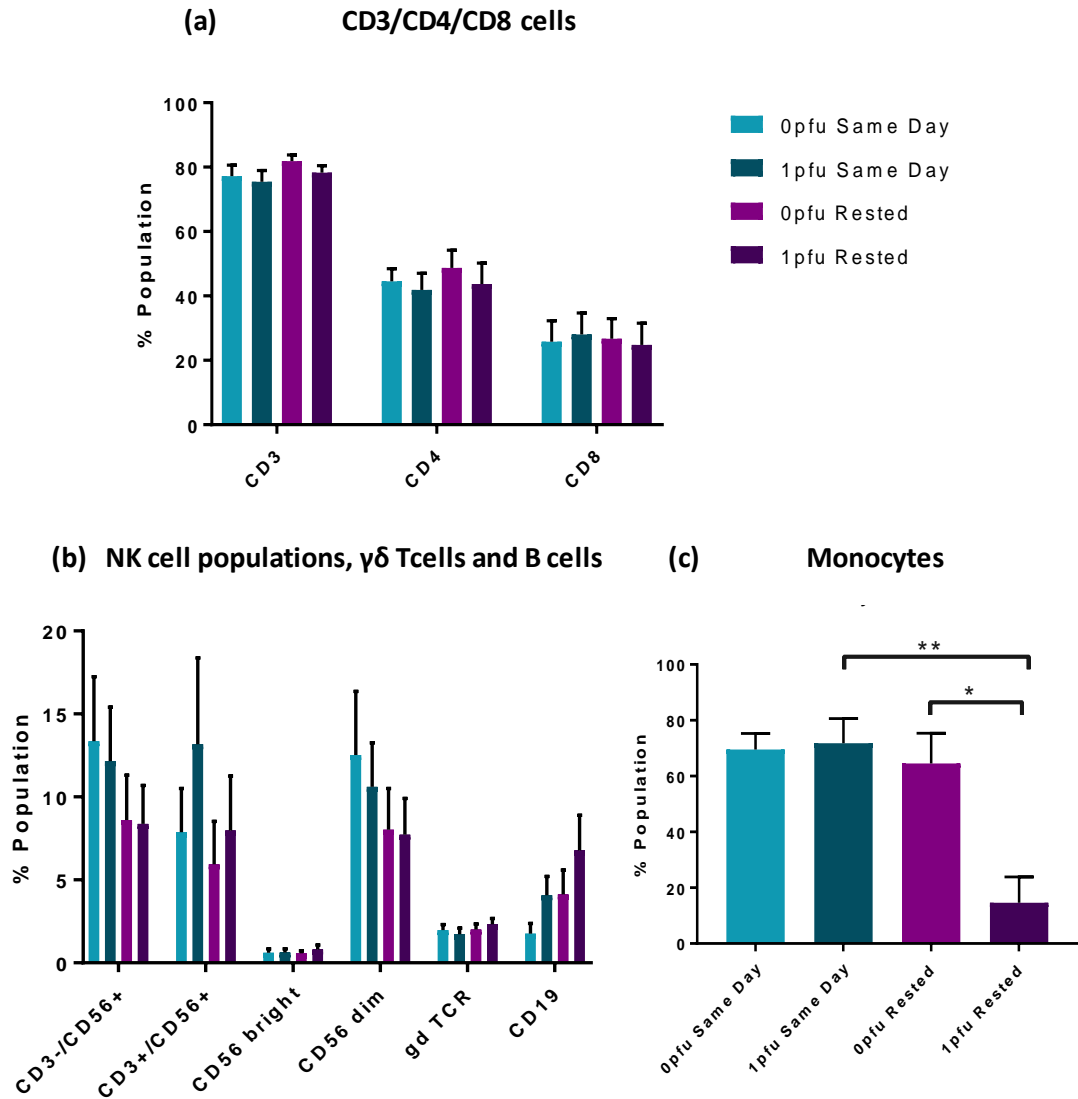 (a) CD3/CD4/CD8 cells
% Population
100
80
60
40
20
0
CD3
CD4
CD8
0pfu Same Day
1pfu Same Day
0pfu Rested
1pfu Rested
(b) NK cell populations, γδ Tcells and B cells
% Population
20
15
10
5
0
CD3-/CD56+
CD3+/CD56+
CD56 bright
CD56 dim
gd TCR
CD19
(c) Monocytes
% Population
100
80
60
40
20
0
**
*
0pfu Same Day
1pfu Same Day
0pfu Rested
1pfu Rested